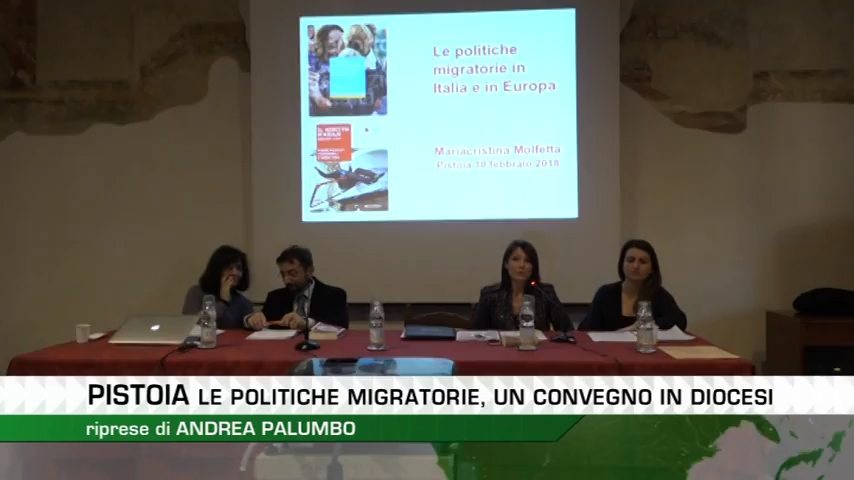 Le politiche
migratorie in
Italia e in Europa
Mariacristina Molfetta
Pistoia 10 febbraio 2018
PISTOIA LE POLITICHE MIGRATORIE, UN CONVEGNO IN DIOCESI
riprese di ANDREA PALUMBO